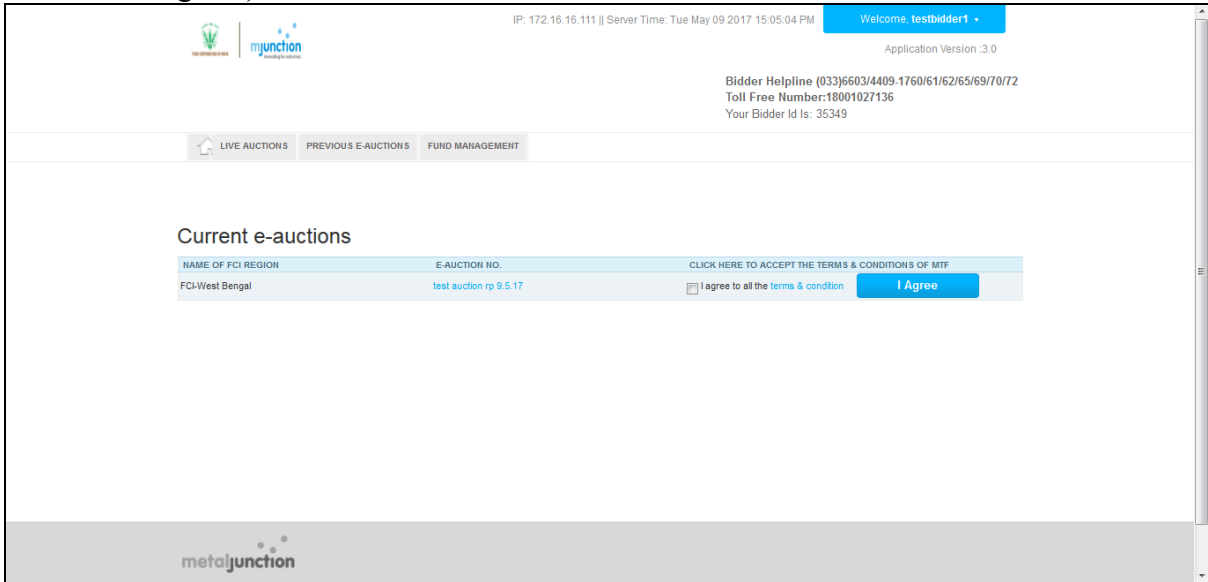 IP: 172.16.16.111 || Server Time: Tue May 09 2017 15:05:04 PM
Welcome, testbidder1
FOOD CORPORATION OF INDIA
mjunction
Application Version :3.0
Bidder Helpline (033)6603/4409-1760/61/62/65/69/70/72
Toll Free Number:18001027136
Your Bidder Id Is: 35349
LIVE AUCTIONS PREVIOUS E-AUCTIONS FUND MANAGEMENT
Current e-auctions
NAME OF FCI REGION E-AUCTION NO. CLICK HERE TO ACCEPT THE TERMS & CONDITIONS OF MTF
FCI-West Bengal test auction rp 9.5.17 I agree to all the terms & condition I Agree
metaljunction